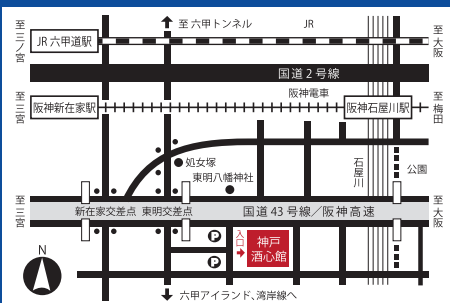 至六甲トンネル
JR
至三ノ宮
JR 六甲道駅
至大阪
国道2号線
阪神電車
至三宮
阪神新在家駅
阪神石屋川駅
至梅田
処女塚
東明八幡神社
石屋川
公園
至三宮
新在家交差点
東明交差点
国道 43 号線／阪神高速
至大阪
P
入口
神戸
酒心館
P
N
六甲アイランド、湾岸線へ